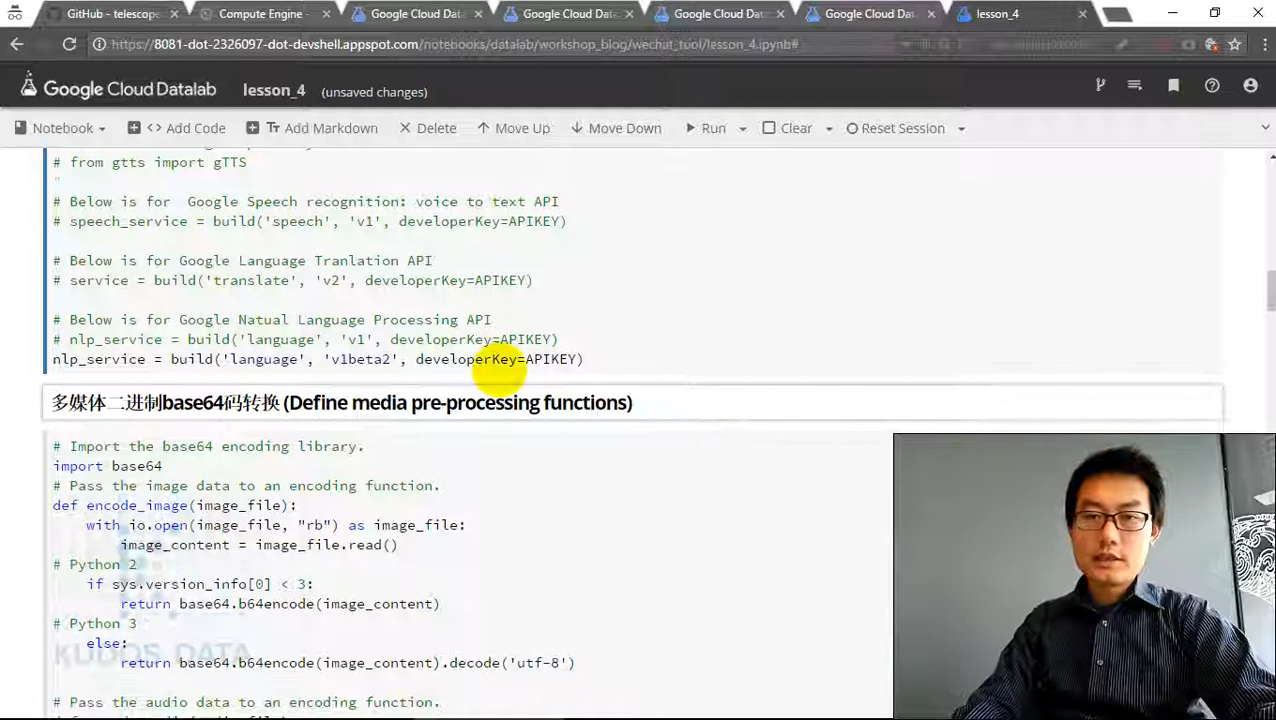 GitHub - telescope
Compute Engine -
Google Cloud Data
Google Cloud Data
Google Cloud Data
Google Cloud Data
lesson_4
https://8081-dot-2326097-dot-devshell.appspot.com/notebooks/datalab/workshop_blog/wechut_tool/lesson_4.ipynb#
Google Cloud Datalab lesson_4 (unsaved changes)
Notebook <> Add Code Tт Add Markdown Delete Move Up Move Down Run Clear Reset Session
# from gtts import gTTS
# Below is for  Google Speech recognition: voice to text API
# speech_service = build('speech', 'v1', developerKey=APIKEY)
# Below is for Google Language Tranlation API
# service = build('translate', 'v2', developerKey=APIKEY)
# Below is for Google Natual Language Processing API
# nlp_service = build('language', 'v1', developerKey=APIKEY)
nlp_service = build('language', 'v1beta2', developerKey=APIKEY)
多媒体二进制base64码转换 (Define media pre-processing functions)
# Import the base64 encoding library.
import base64
# Pass the image data to an encoding function.
def encode_image(image_file):
with io.open(image_file, "rb") as image_file:
image_content = image_file.read()
# Python 2
if sys.version_info[0] < 3:
return base64.b64encode(image_content)
# Python 3
else:
return base64.b64encode(image_content).decode('utf-8')
KUDOS DATA
# Pass the audio data to an encoding function.